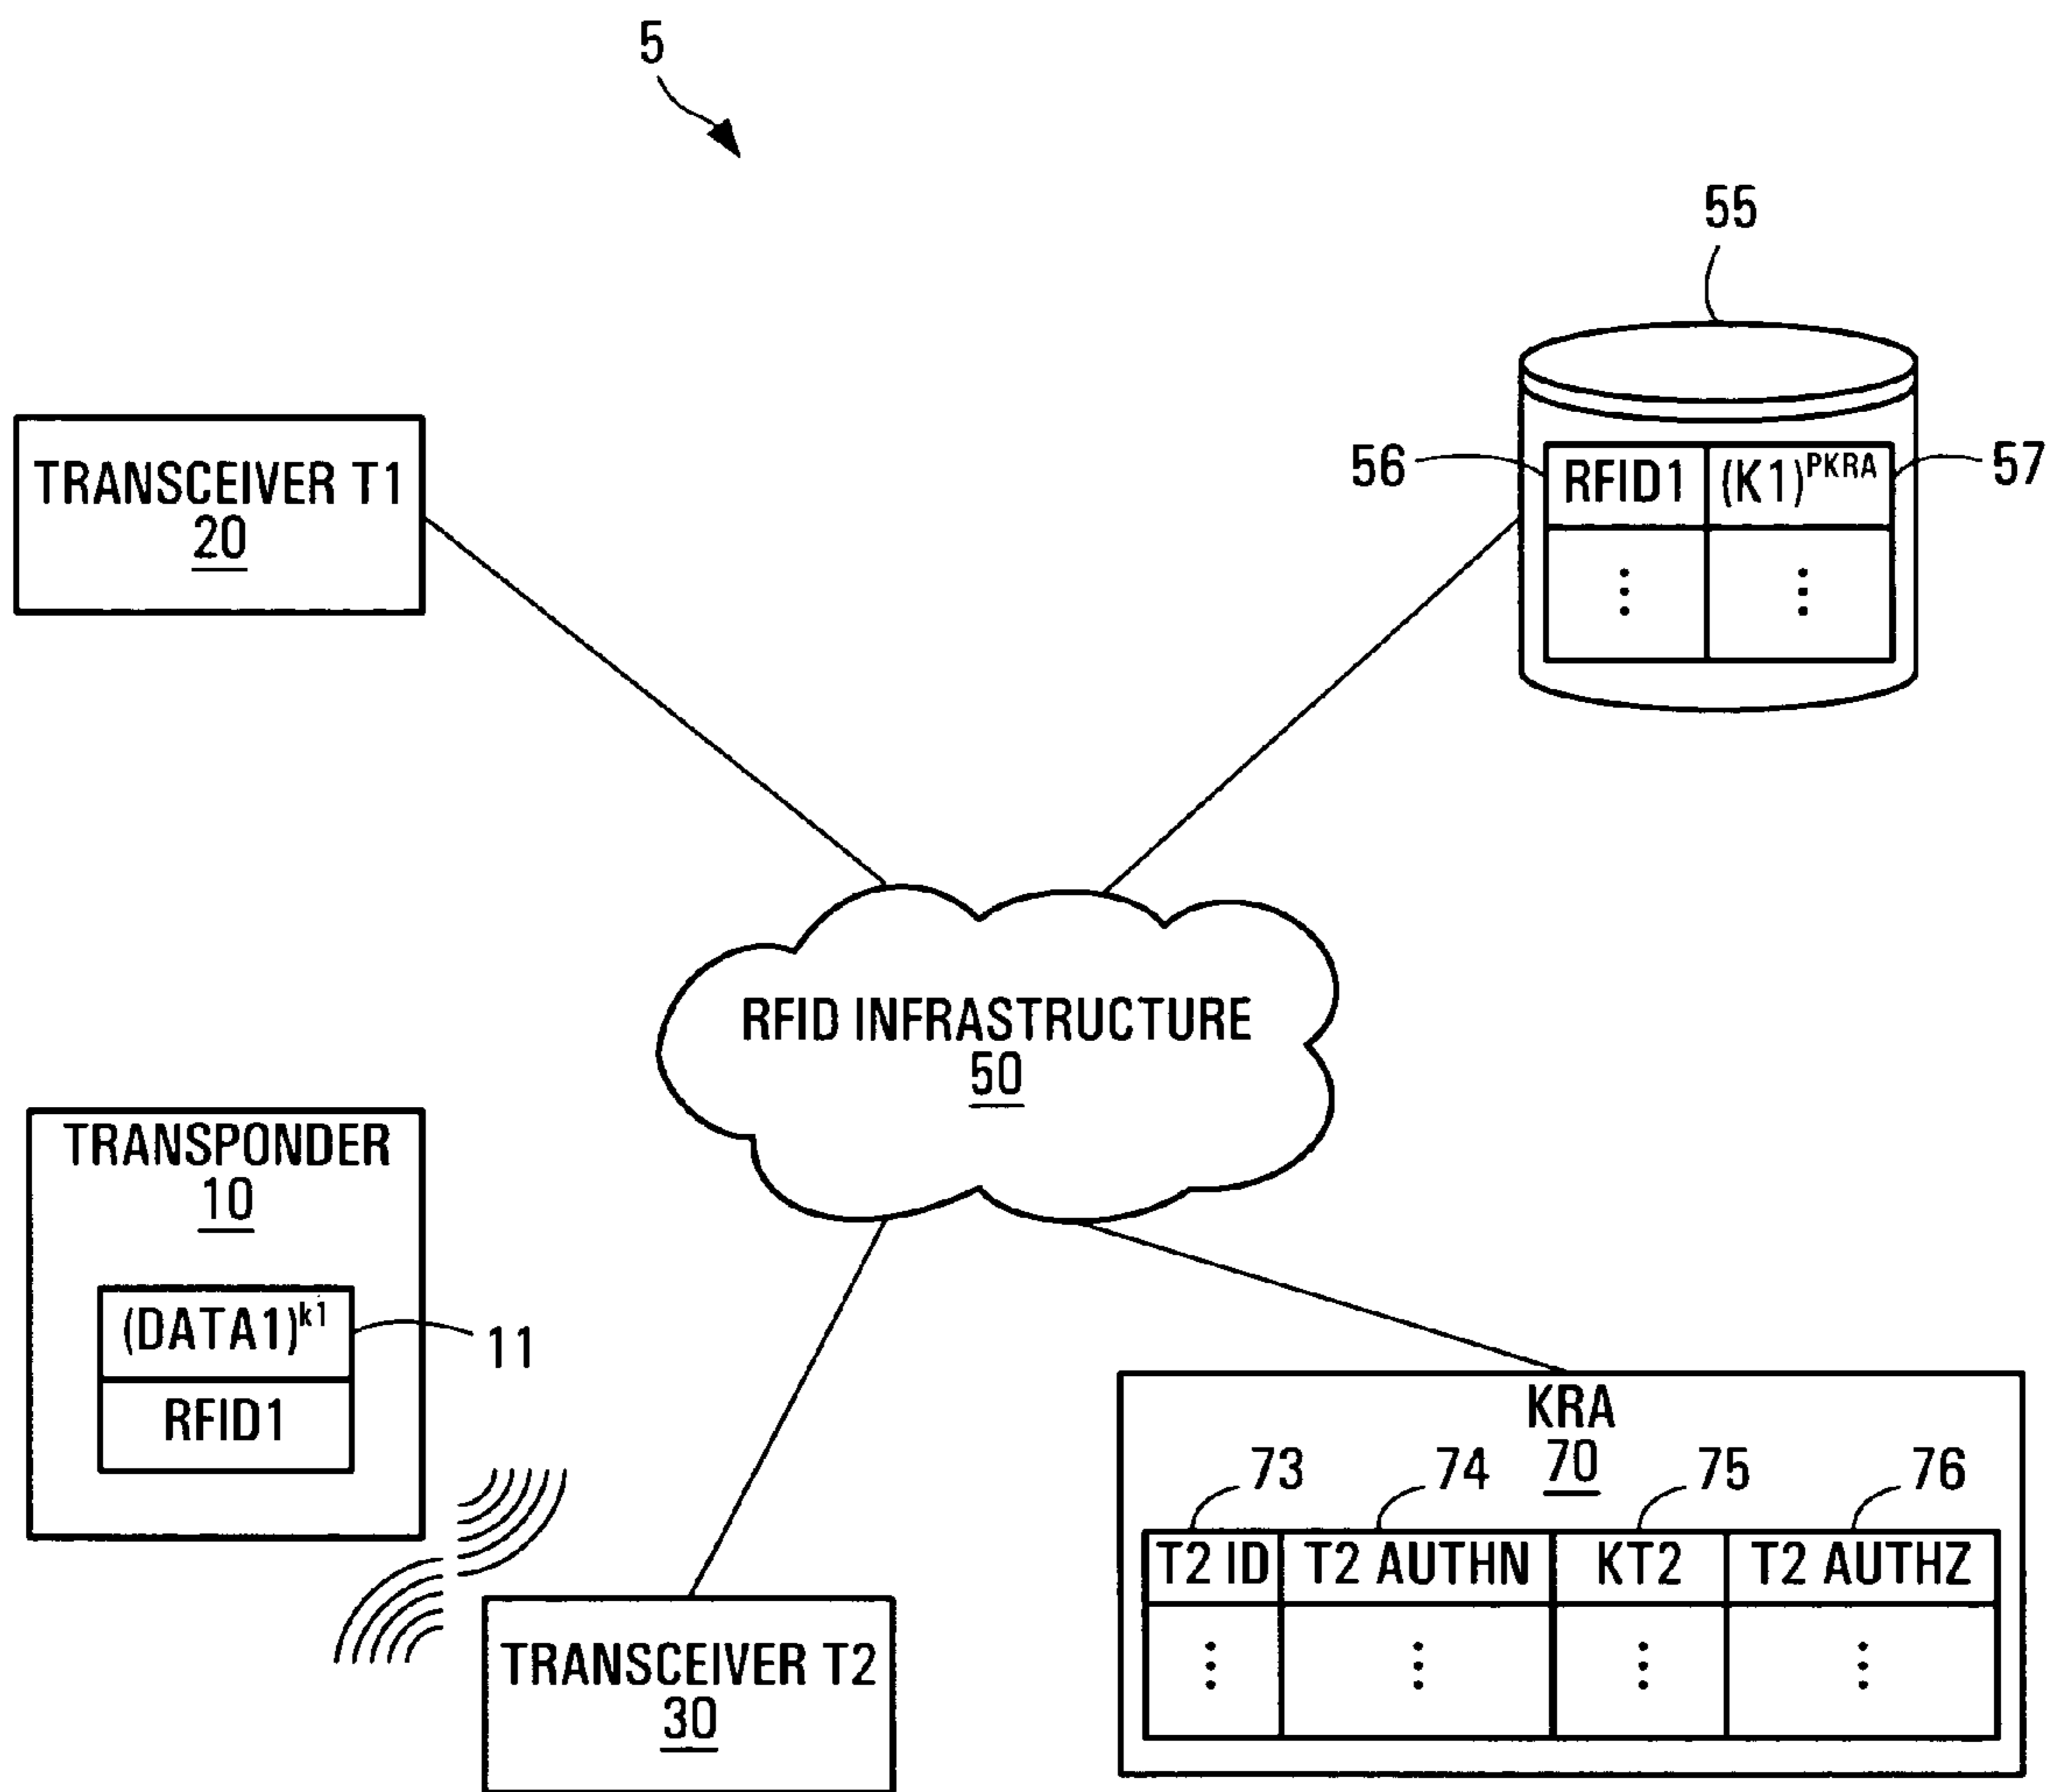 5
55
TRANSCEIVER T1
20
56
RFID1 (K1)^PKRA
57
RFID INFRASTRUCTURE
50
TRANSPONDER
10
(DATA1)^k1
11
RFID1
KRA
70
73 74 75 76
T2 ID T2 AUTHN KT2 T2 AUTHZ
TRANSCEIVER T2
30